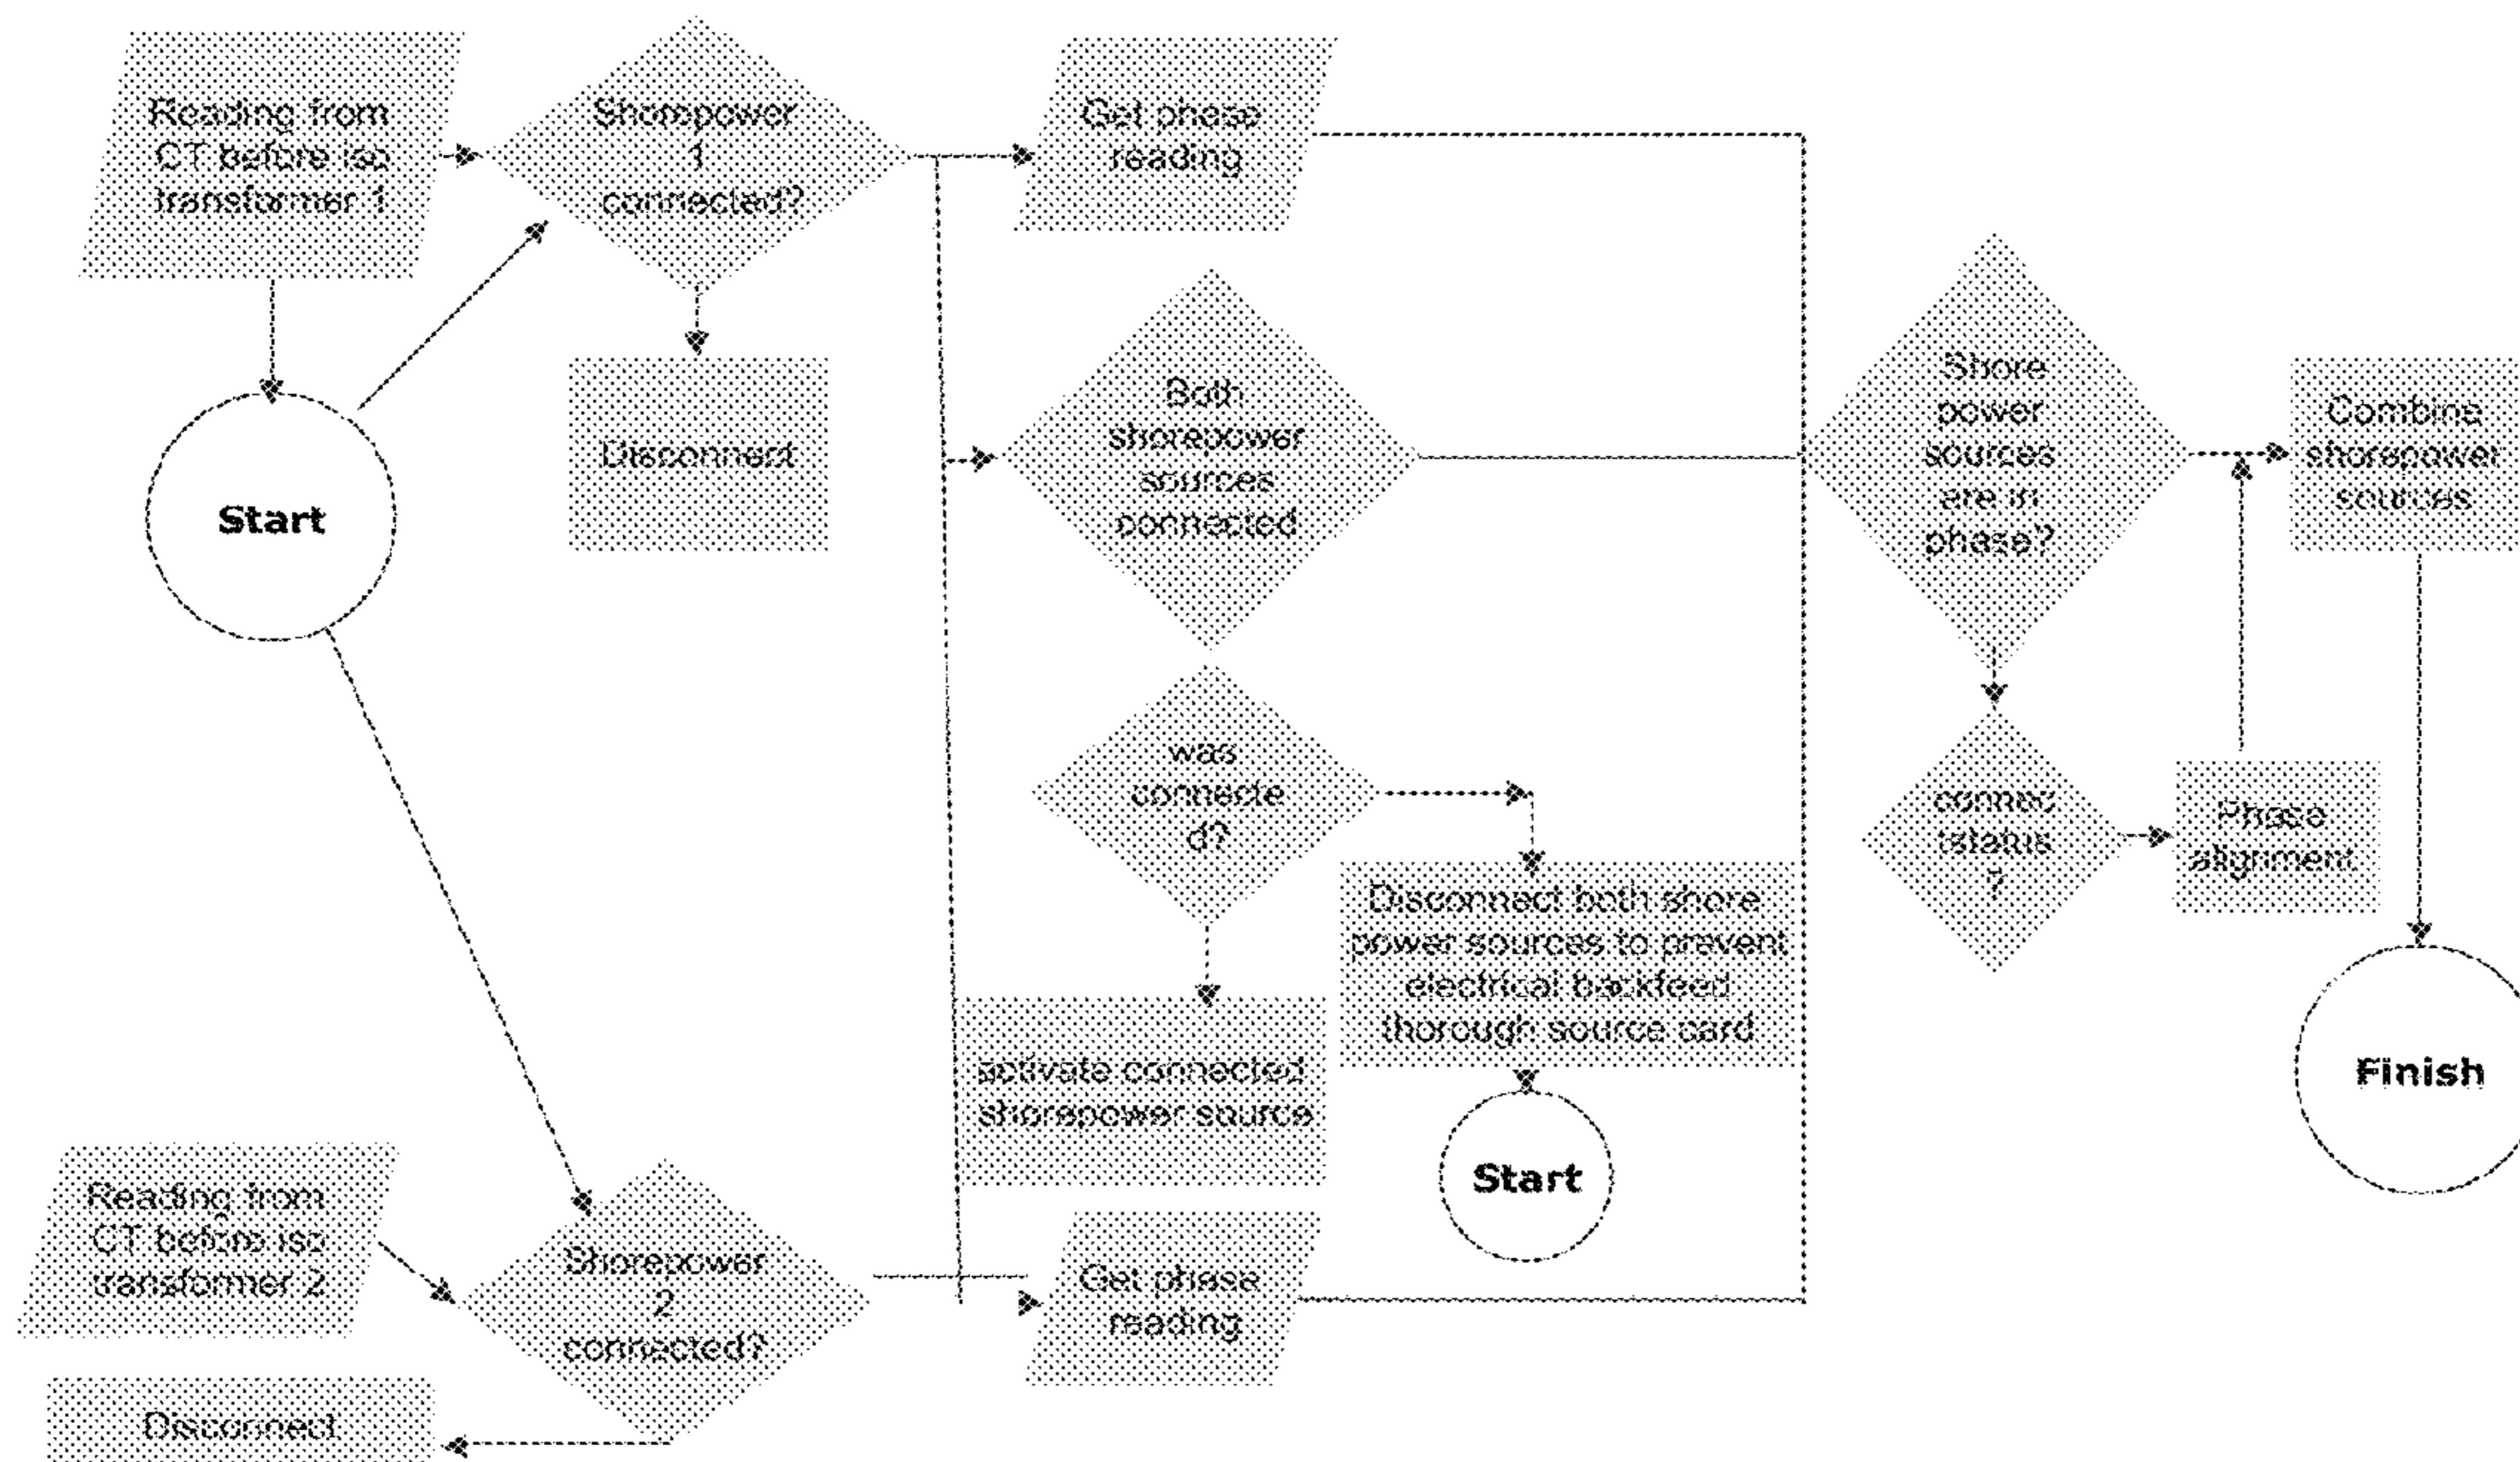 Reading from
CT before iso
transformer 1
Shorepower
1
connected?
Get phase
reading
Disconnect
Start
Both
shorepower
sources
connected
Shore
power
sources
are in
phase?
Combine
shorepower
sources
was
connecte
d?
connec
tstatus
?
Phase
alignment
Disconnect both shore
power sources to prevent
electrical backfeed
thorough source card
activate connected
shorepower source
Start
Finish
Reading from
CT before iso
transformer 2
Shorepower
2
connected?
Get phase
reading
Disconnect